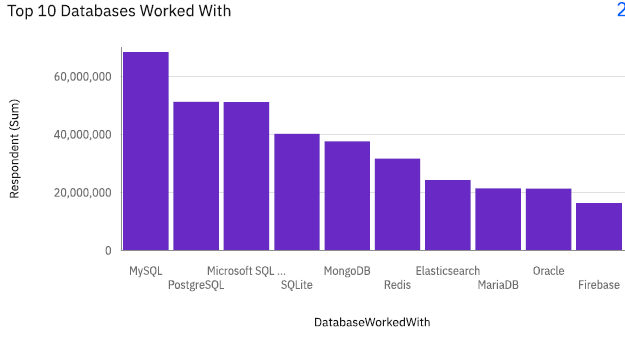 Top 10 Databases Worked With
2
Respondent (Sum)
60,000,000
40,000,000
20,000,000
0
MySQL
PostgreSQL
Microsoft SQL ...
SQLite
MongoDB
Redis
Elasticsearch
MariaDB
Oracle
Firebase
DatabaseWorkedWith